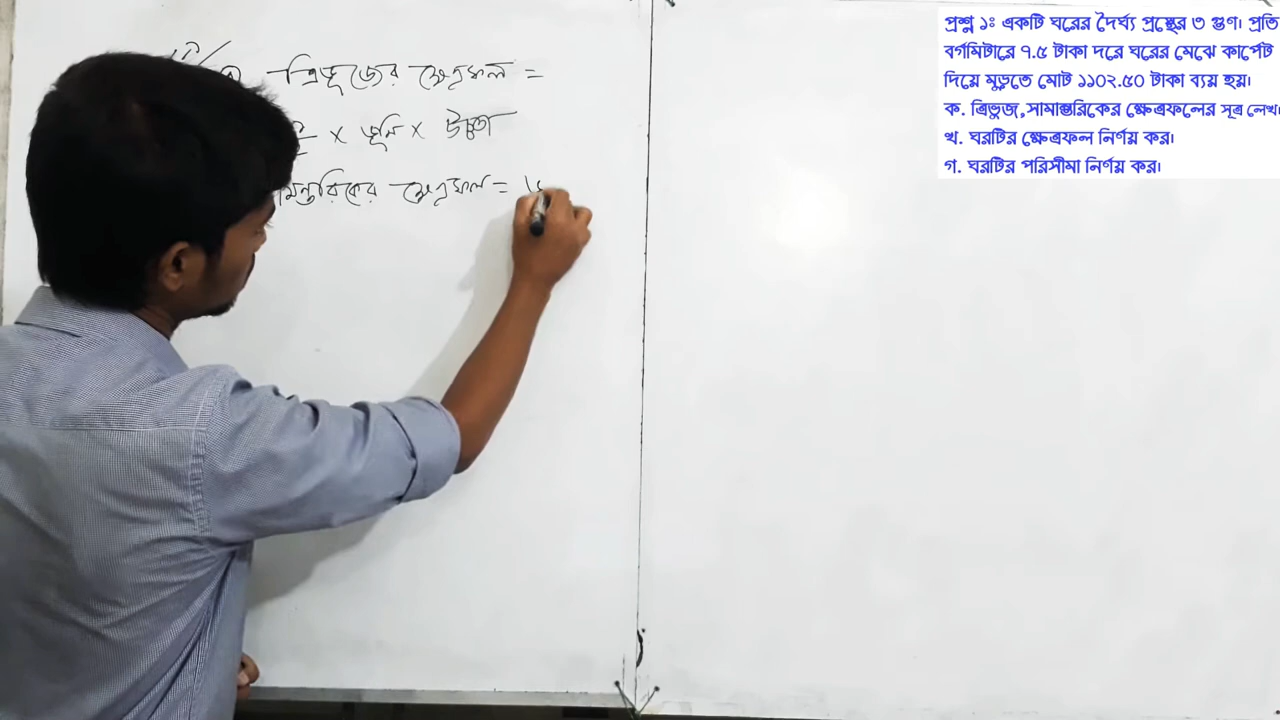 ত্রিভূজের ক্ষেত্রফল =
× ভূমি × উচ্চতা
ক্ষেত্রফল =
প্রশ্ন ১ঃ একটি ঘরের দৈর্ঘ্য প্রস্থের ৩ গুণ। প্রতি
বর্গমিটারে ৭.৫ টাকা দরে ঘরের মেঝে কার্পেট
দিয়ে মুড়তে মোট ১১০২.৫০ টাকা ব্যয় হয়।
ক. ত্রিভুজ,সামান্তরিকের ক্ষেত্রফলের সূত্র লেখ।
খ. ঘরটির ক্ষেত্রফল নির্ণয় কর।
গ. ঘরটির পরিসীমা নির্ণয় কর।